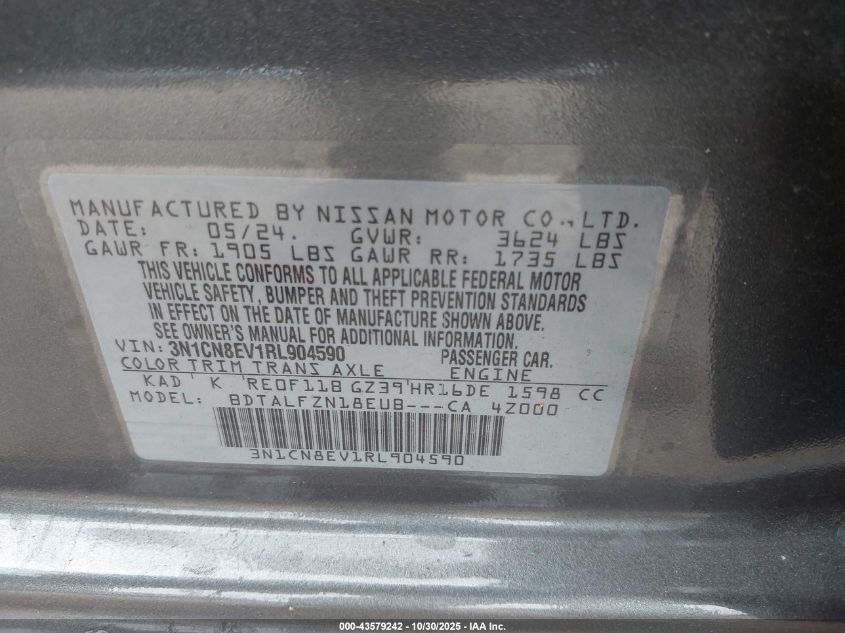 MANUFACTURED BY NISSAN MOTOR CO., LTD.
DATE: 05/24. GVWR: 3624 LBS
GAWR FR: 1905 LBS GAWR RR: 1735 LBS
THIS VEHICLE CONFORMS TO ALL APPLICABLE FEDERAL MOTOR
VEHICLE SAFETY, BUMPER AND THEFT PREVENTION STANDARDS
IN EFFECT ON THE DATE OF MANUFACTURE SHOWN ABOVE.
SEE OWNER'S MANUAL FOR ADDITIONAL INFORMATION.
VIN: 3N1CN8EV1RL904590 PASSENGER CAR.
COLOR TRIM TRANS AXLE ENGINE
KAD K RE0F11B GZ39 HR16DE 1598 CC
MODEL: BDTALFZN18EUB---CA 4Z000
3N1CN8EV1RL904590
000-43579242 - 10/30/2025 - IAA